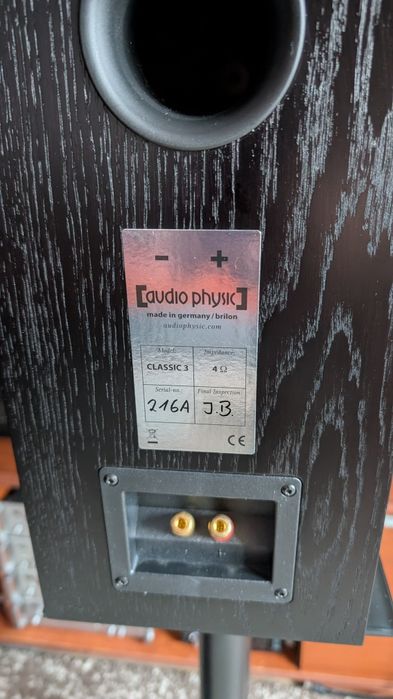 − +
[audio physic]
made in germany / brilon
audiophysic.com
Model: Impedance:
CLASSIC 3 4 Ω
Serial-no.: Final Inspection
216A J.B.
CE